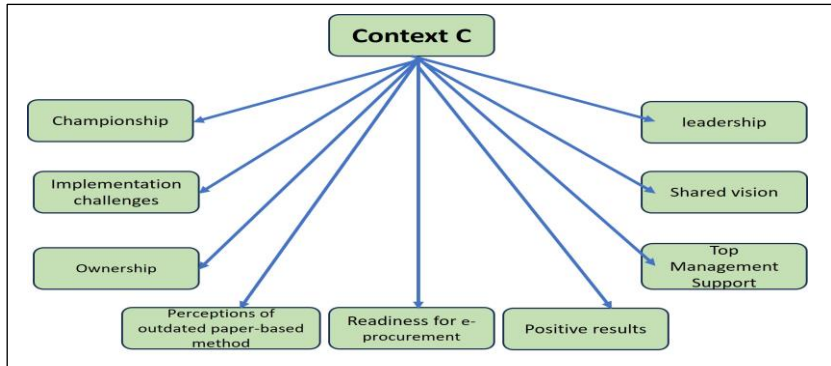 Context C
Championship
leadership
Implementation
challenges
Shared vision
Ownership
Top
Management
Support
Perceptions of
outdated paper-based
method
Readiness for e-
procurement
Positive results